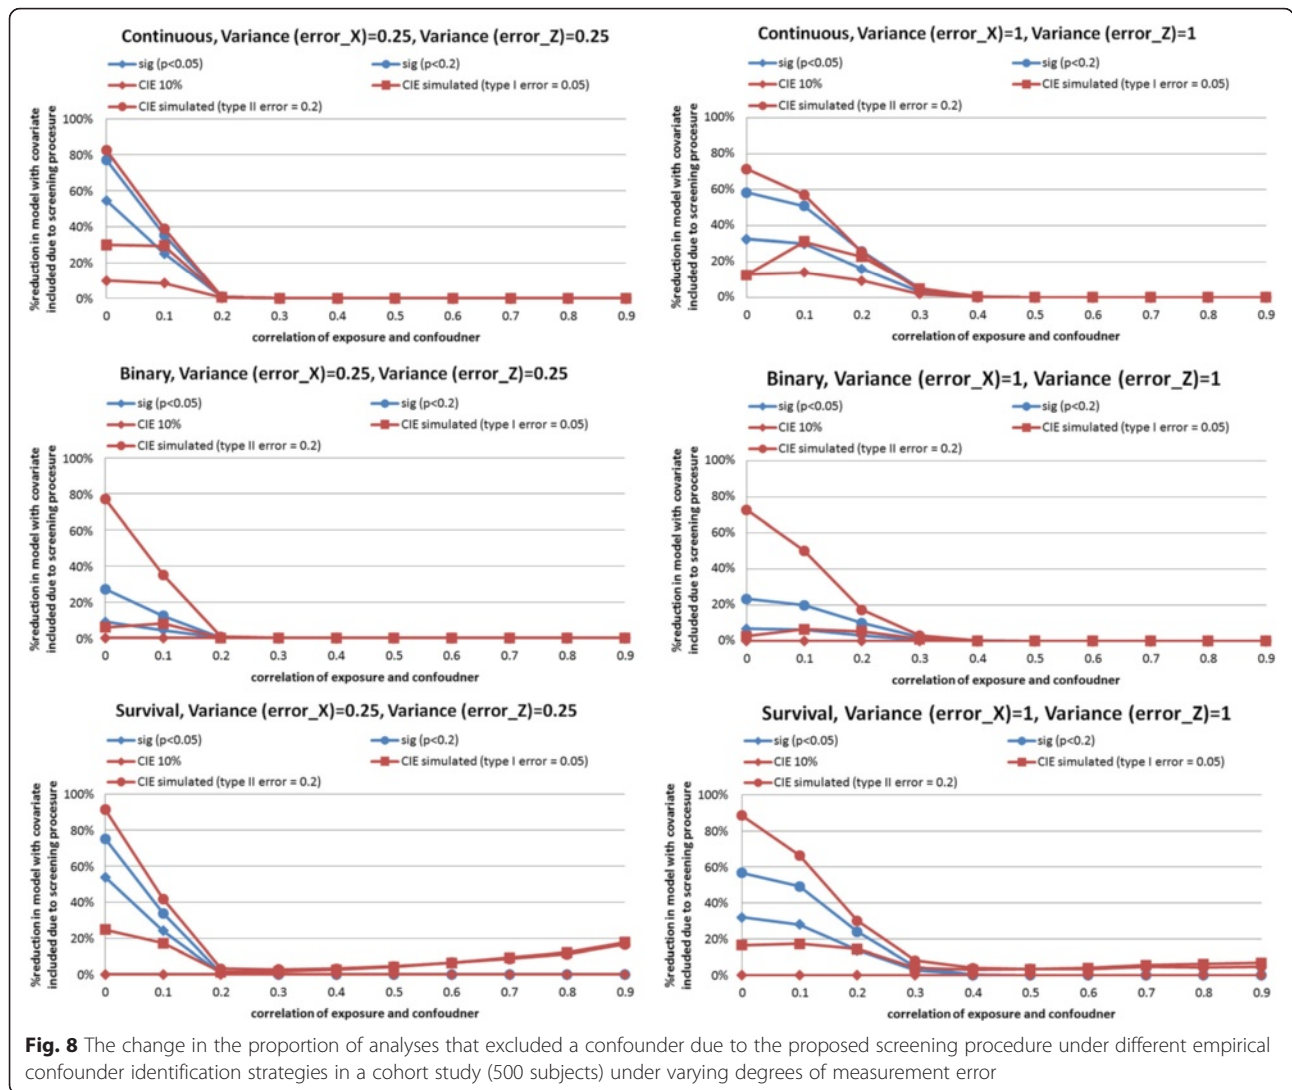 Continuous, Variance (error_X)=0.25, Variance (error_Z)=0.25
sig (p<0.05)
sig (p<0.2)
CIE 10%
CIE simulated (type I error = 0.05)
CIE simulated (type II error = 0.2)
%reduction in model with covariate
included due to screening procesure
100%
80%
60%
40%
20%
0%
0 0.1 0.2 0.3 0.4 0.5 0.6 0.7 0.8 0.9
correlation of exposure and confoudner
Continuous, Variance (error_X)=1, Variance (error_Z)=1
sig (p<0.05)
sig (p<0.2)
CIE 10%
CIE simulated (type I error = 0.05)
CIE simulated (type II error = 0.2)
%reduction in model with covariate
included due to screening procesure
100%
80%
60%
40%
20%
0%
0 0.1 0.2 0.3 0.4 0.5 0.6 0.7 0.8 0.9
correlation of exposure and confoudner
Binary, Variance (error_X)=0.25, Variance (error_Z)=0.25
sig (p<0.05)
sig (p<0.2)
CIE 10%
CIE simulated (type I error = 0.05)
CIE simulated (type II error = 0.2)
%reduction in model with covariate
included due to screening procesure
100%
80%
60%
40%
20%
0%
0 0.1 0.2 0.3 0.4 0.5 0.6 0.7 0.8 0.9
correlation of exposure and confoudner
Binary, Variance (error_X)=1, Variance (error_Z)=1
sig (p<0.05)
sig (p<0.2)
CIE 10%
CIE simulated (type I error = 0.05)
CIE simulated (type II error = 0.2)
%reduction in model with covariate
included due to screening procesure
100%
80%
60%
40%
20%
0%
0 0.1 0.2 0.3 0.4 0.5 0.6 0.7 0.8 0.9
correlation of exposure and confoudner
Survival, Variance (error_X)=0.25, Variance (error_Z)=0.25
sig (p<0.05)
sig (p<0.2)
CIE 10%
CIE simulated (type I error = 0.05)
CIE simulated (type II error = 0.2)
%reduction in model with covariate
included due to screening procesure
100%
80%
60%
40%
20%
0%
0 0.1 0.2 0.3 0.4 0.5 0.6 0.7 0.8 0.9
correlation of exposure and confoudner
Survival, Variance (error_X)=1, Variance (error_Z)=1
sig (p<0.05)
sig (p<0.2)
CIE 10%
CIE simulated (type I error = 0.05)
CIE simulated (type II error = 0.2)
%reduction in model with covariate
included due to screening procesure
100%
80%
60%
40%
20%
0%
0 0.1 0.2 0.3 0.4 0.5 0.6 0.7 0.8 0.9
correlation of exposure and confoudner
Fig. 8 The change in the proportion of analyses that excluded a confounder due to the proposed screening procedure under different empirical
confounder identification strategies in a cohort study (500 subjects) under varying degrees of measurement error